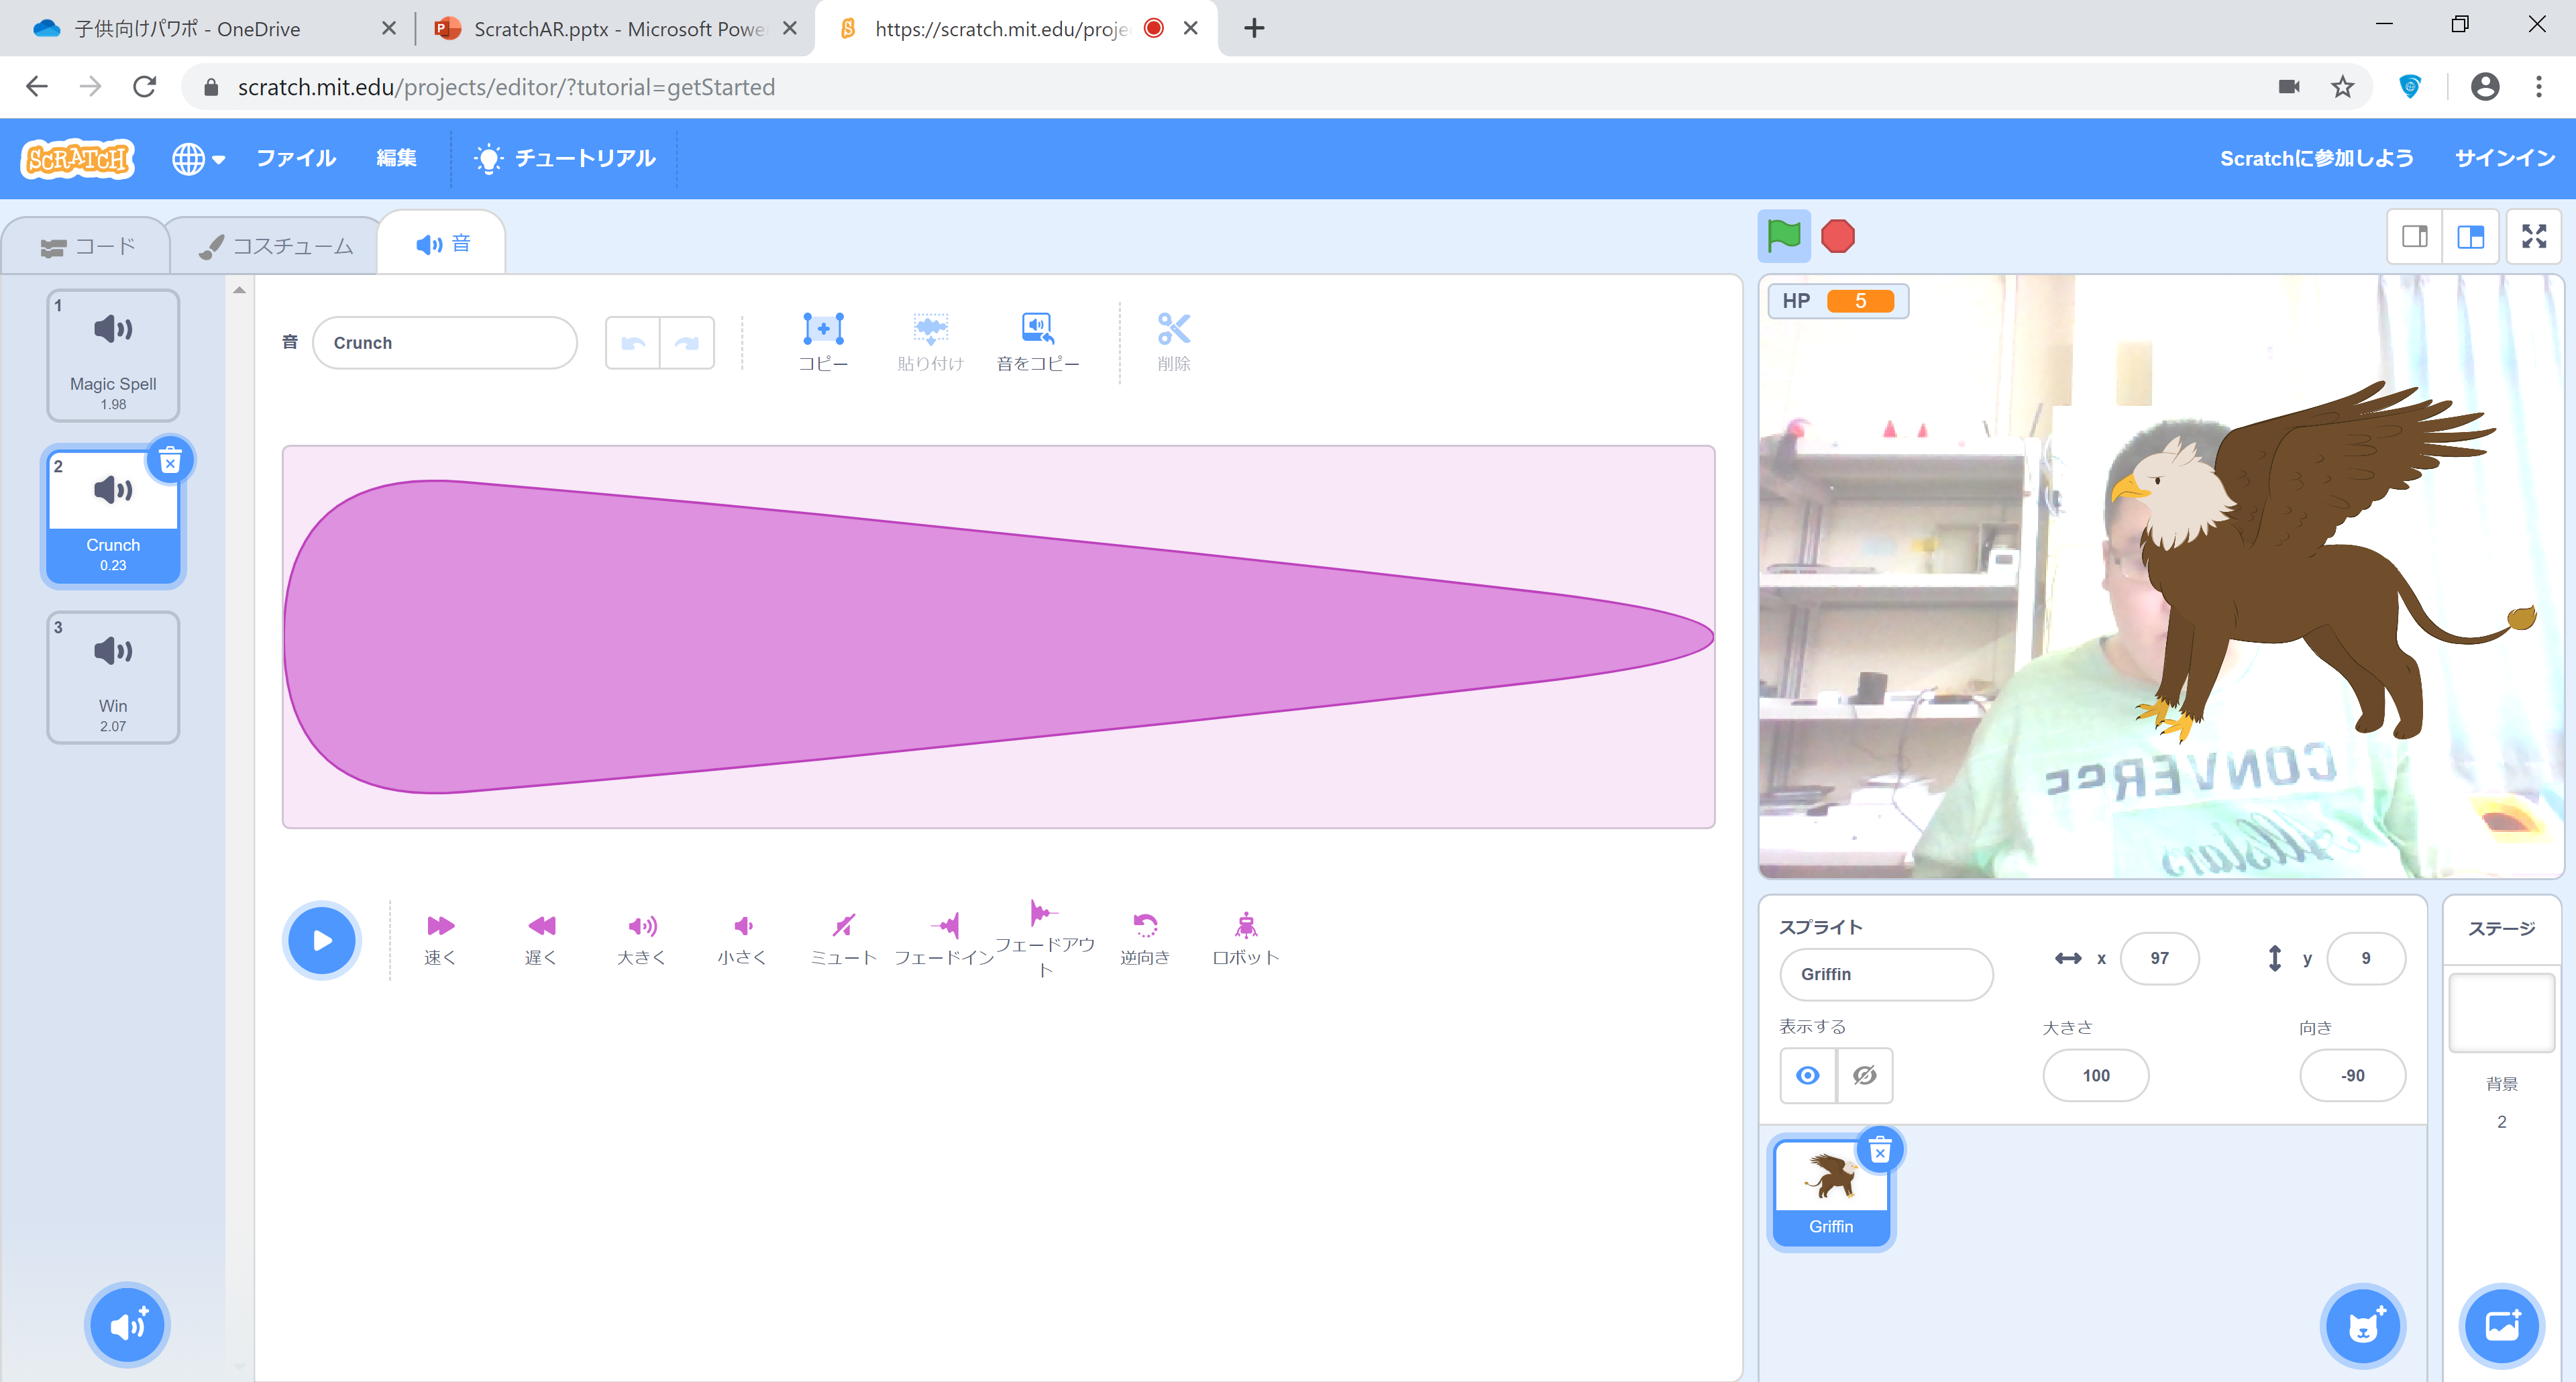 子供向けパワポ - OneDrive
ScratchAR.pptx - Microsoft Powe
https://scratch.mit.edu/proje
scratch.mit.edu/projects/editor/?tutorial=getStarted
SCRATCH
ファイル
編集
チュートリアル
Scratchに参加しよう
サインイン
コード
コスチューム
音
1
Magic Spell
1.98
2
Crunch
0.23
3
Win
2.07
音
Crunch
コピー
貼り付け
音をコピー
削除
速く
遅く
大きく
小さく
ミュート
フェードイン
フェードアウ
ト
逆向き
ロボット
HP 5
CONVERSE
スプライト
Griffin
x 97
y 9
表示する
大きさ
向き
100
-90
Griffin
ステージ
背景
2